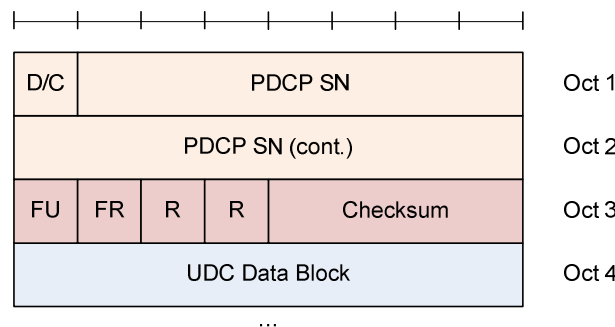 D/C PDCP SN Oct 1
PDCP SN (cont.) Oct 2
FU FR R R Checksum Oct 3
UDC Data Block Oct 4
...